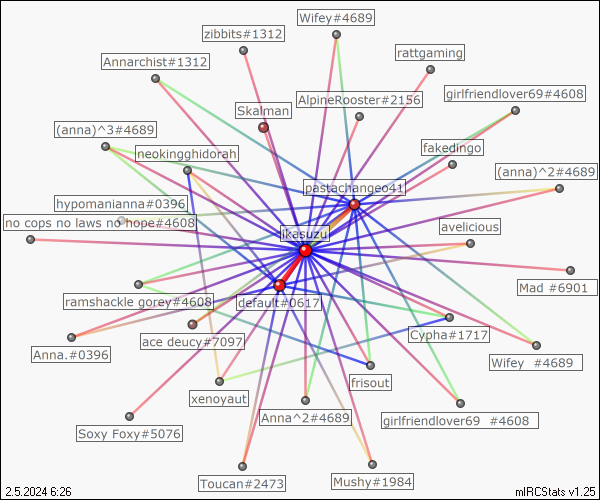 Wifey#4689
zibbits#1312
rattgaming
Annarchist#1312
girlfriendlover69#4608
AlpineRooster#2156
Skalman
(anna)^3#4689
fakedingo
neokingghidorah
(anna)^2#4689
pastachangeo41
hypomanianna#0396
no cops no laws no hope#4608
avelicious
ikasuzu
Mad #6901
ramshackle gorey#4608
default#0617
Cypha#1717
ace deucy#7097
Anna.#0396
Wifey #4689
frisout
xenoyaut
Anna^2#4689
girlfriendlover69 #4608
Soxy Foxy#5076
Toucan#2473
Mushy#1984
2.5.2024 6:26
mIRCStats v1.25